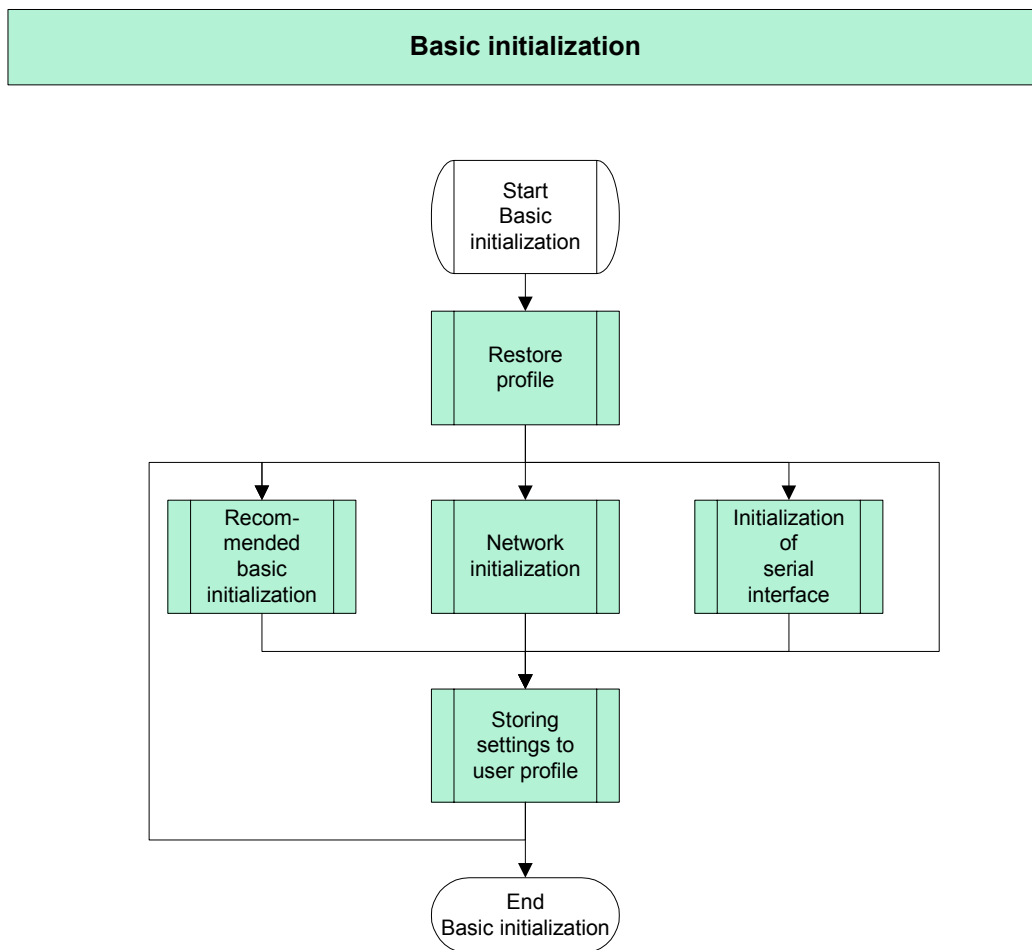 Basic initialization
Start
Basic
initialization
Restore
profile
Recom-
mended
basic
initialization
Network
initialization
Initialization
of
serial
interface
Storing
settings to
user profile
End
Basic initialization